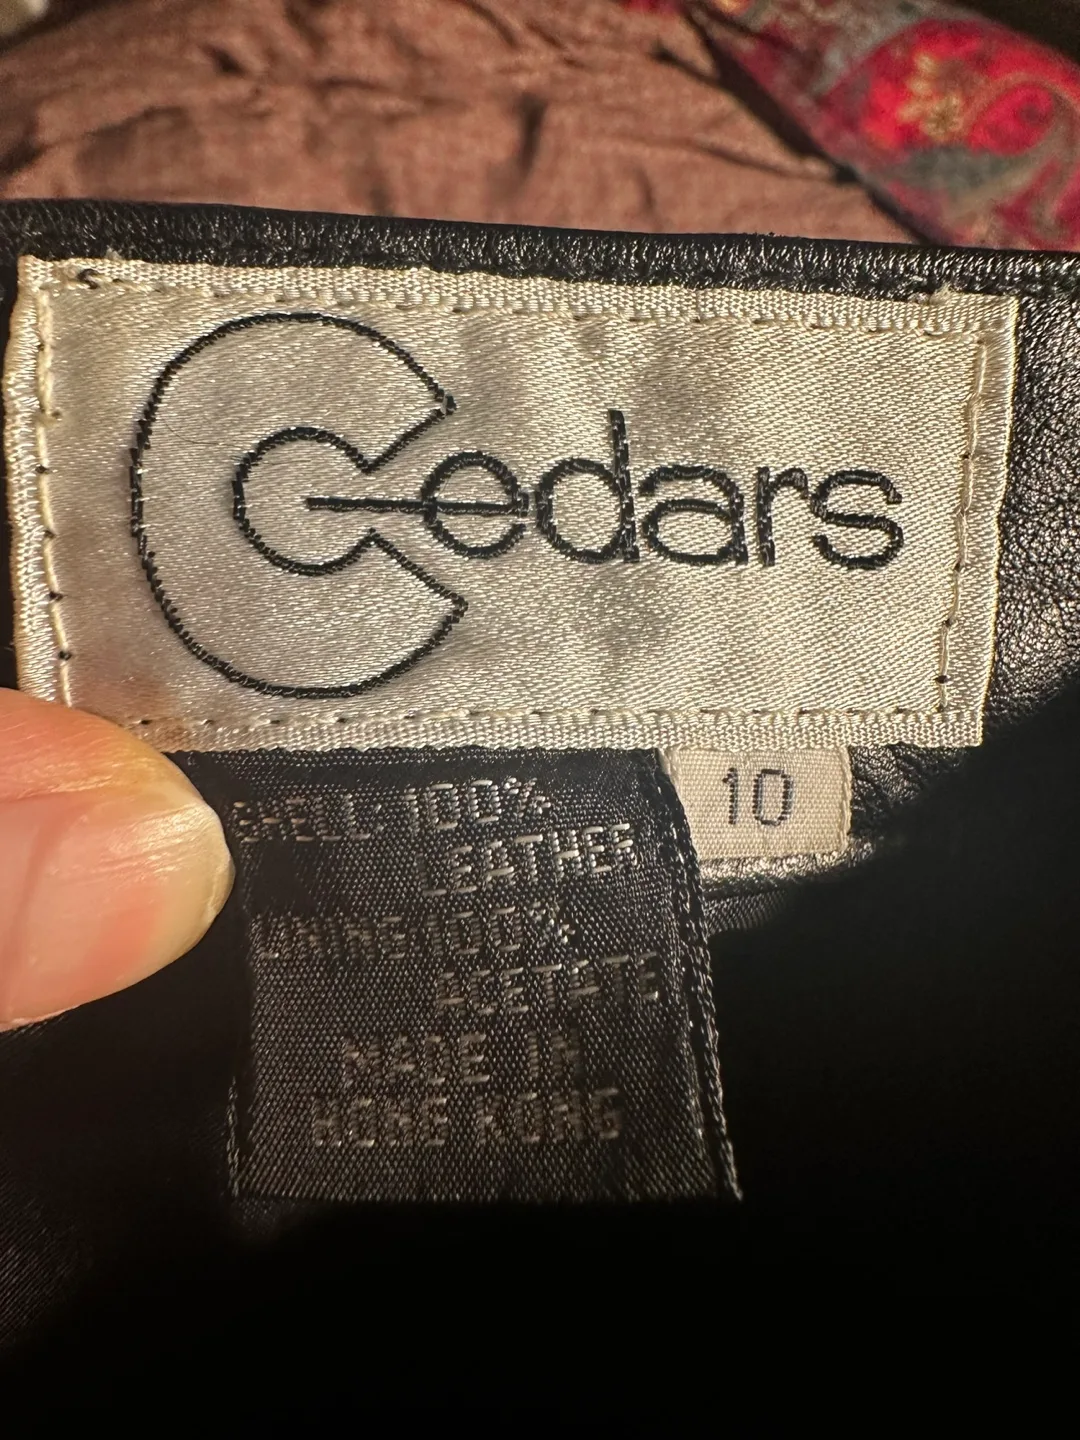 Cedars
10
SHELL: 100%
LEATHER
LINING 100%
ACETATE
MADE IN
HONG KONG